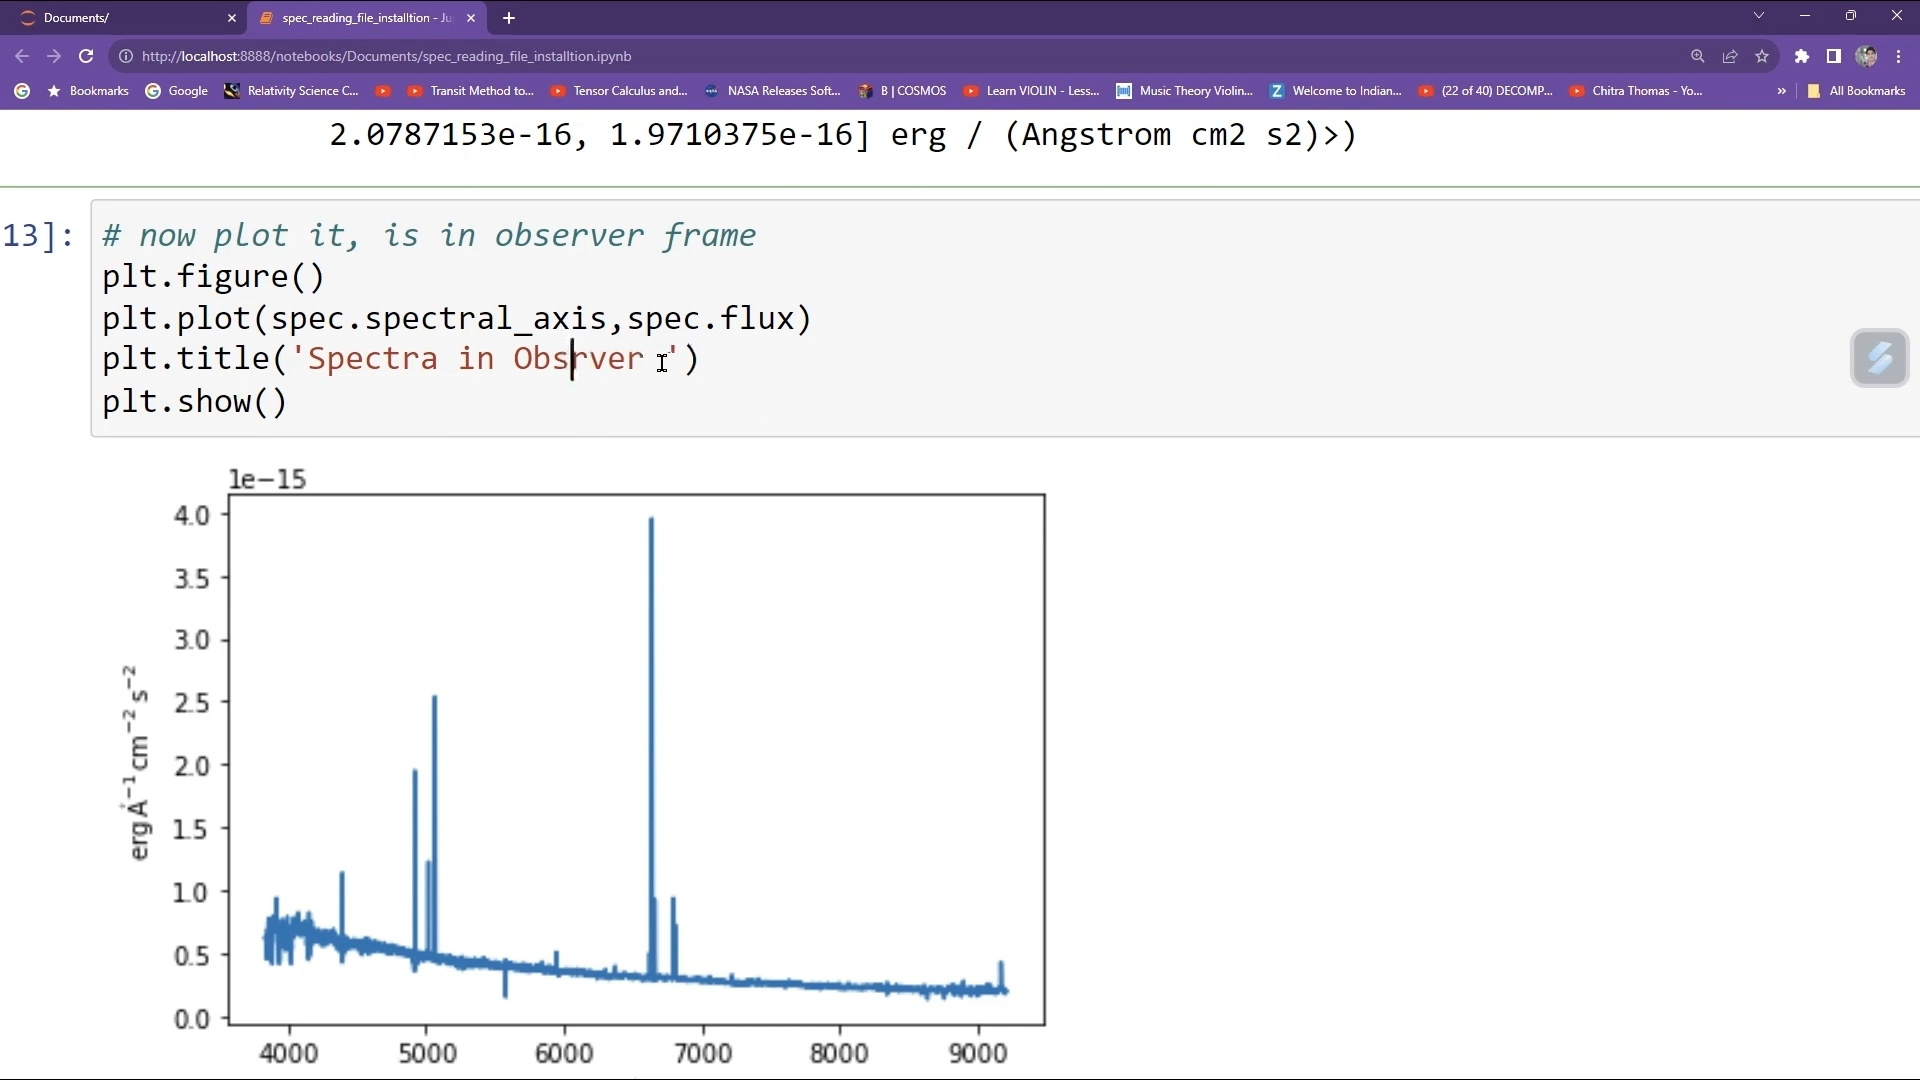 Documents/
spec_reading_file_installtion - Ju
http://localhost:8888/notebooks/Documents/spec_reading_file_installtion.ipynb
Bookmarks
Google
Relativity Science C...
Transit Method to...
Tensor Calculus and...
NASA Releases Soft...
B | COSMOS
Learn VIOLIN - Less...
Music Theory Violin...
Welcome to Indian...
(22 of 40) DECOMP...
Chitra Thomas - Yo...
»
All Bookmarks
2.0787153e-16, 1.9710375e-16] erg / (Angstrom cm2 s2)>)
13]:
# now plot it, is in observer frame
plt.figure()
plt.plot(spec.spectral_axis,spec.flux)
plt.title('Spectra in Obsrver ')
plt.show()
1e−15
4.0
3.5
3.0
2.5
2.0
1.5
1.0
0.5
0.0
erg Å⁻¹ cm⁻² s⁻²
4000 5000 6000 7000 8000 9000